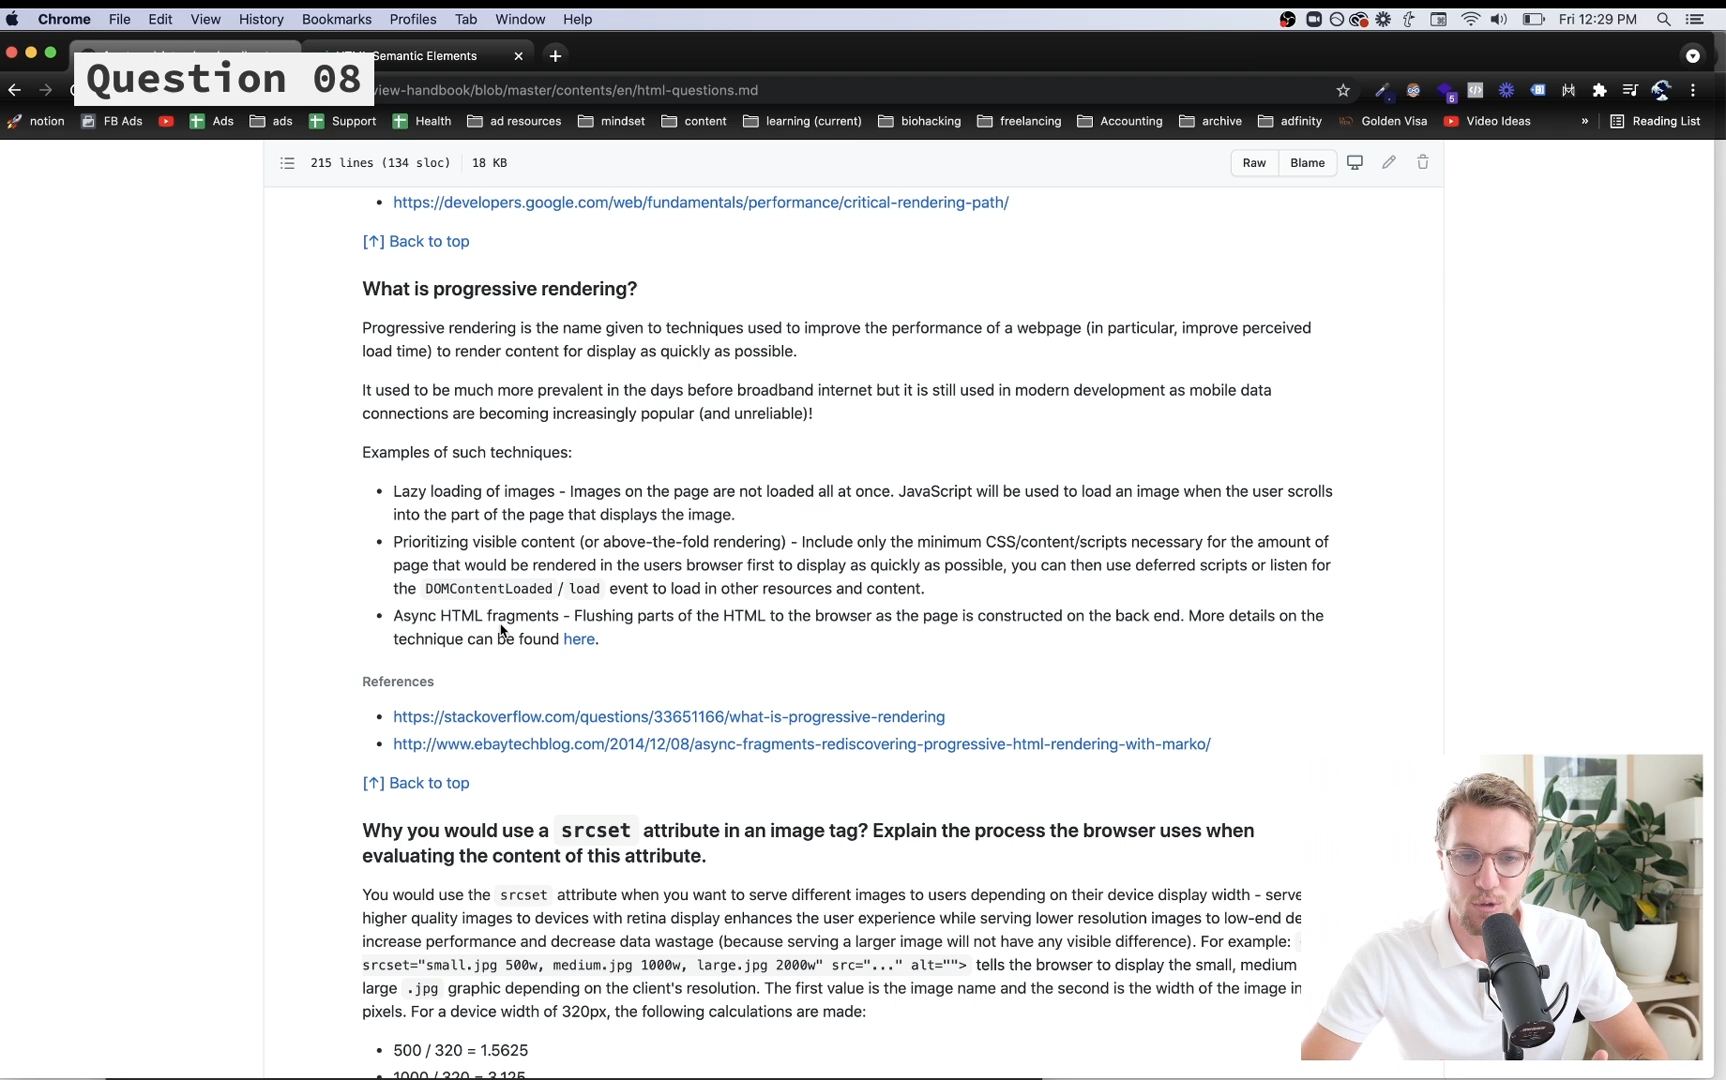 Chrome File Edit View History Bookmarks Profiles Tab Window Help Fri 12:29 PM
Semantic Elements
Question 08
view-handbook/blob/master/contents/en/html-questions.md
6
notion FB Ads Ads ads Support Health ad resources mindset content learning (current) biohacking freelancing Accounting archive adfinity Golden Visa Video Ideas » Reading List
215 lines (134 sloc) 18 KB Raw Blame
• https://developers.google.com/web/fundamentals/performance/critical-rendering-path/
[↑] Back to top
What is progressive rendering?
Progressive rendering is the name given to techniques used to improve the performance of a webpage (in particular, improve perceived
load time) to render content for display as quickly as possible.
It used to be much more prevalent in the days before broadband internet but it is still used in modern development as mobile data
connections are becoming increasingly popular (and unreliable)!
Examples of such techniques:
• Lazy loading of images - Images on the page are not loaded all at once. JavaScript will be used to load an image when the user scrolls
into the part of the page that displays the image.
• Prioritizing visible content (or above-the-fold rendering) - Include only the minimum CSS/content/scripts necessary for the amount of
page that would be rendered in the users browser first to display as quickly as possible, you can then use deferred scripts or listen for
the DOMContentLoaded / load event to load in other resources and content.
• Async HTML fragments - Flushing parts of the HTML to the browser as the page is constructed on the back end. More details on the
technique can be found here.
References
• https://stackoverflow.com/questions/33651166/what-is-progressive-rendering
• http://www.ebaytechblog.com/2014/12/08/async-fragments-rediscovering-progressive-html-rendering-with-marko/
[↑] Back to top
Why you would use a srcset attribute in an image tag? Explain the process the browser uses when
evaluating the content of this attribute.
You would use the srcset attribute when you want to serve different images to users depending on their device display width - serve
higher quality images to devices with retina display enhances the user experience while serving lower resolution images to low-end de
increase performance and decrease data wastage (because serving a larger image will not have any visible difference). For example:
srcset="small.jpg 500w, medium.jpg 1000w, large.jpg 2000w" src="..." alt=""> tells the browser to display the small, medium
large .jpg graphic depending on the client's resolution. The first value is the image name and the second is the width of the image in
pixels. For a device width of 320px, the following calculations are made:
• 500 / 320 = 1.5625
• 1000 / 320 = 3.125